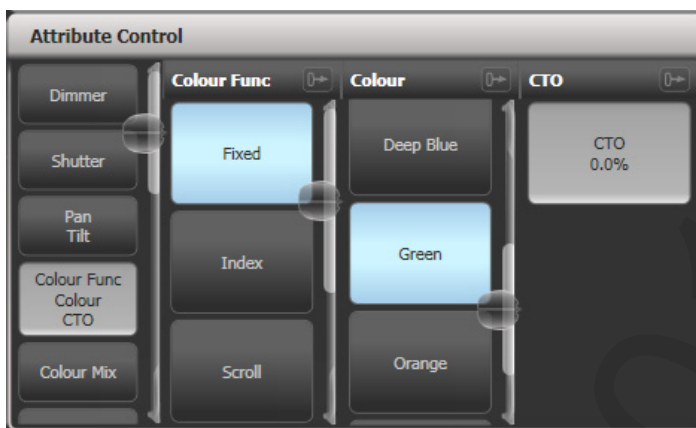 Attribute Control
Dimmer
Shutter
Pan
Tilt
Colour Func
Colour
CTO
Colour Mix
Colour Func
Fixed
Index
Scroll
Colour
Deep Blue
Green
Orange
CTO
CTO
0.0%